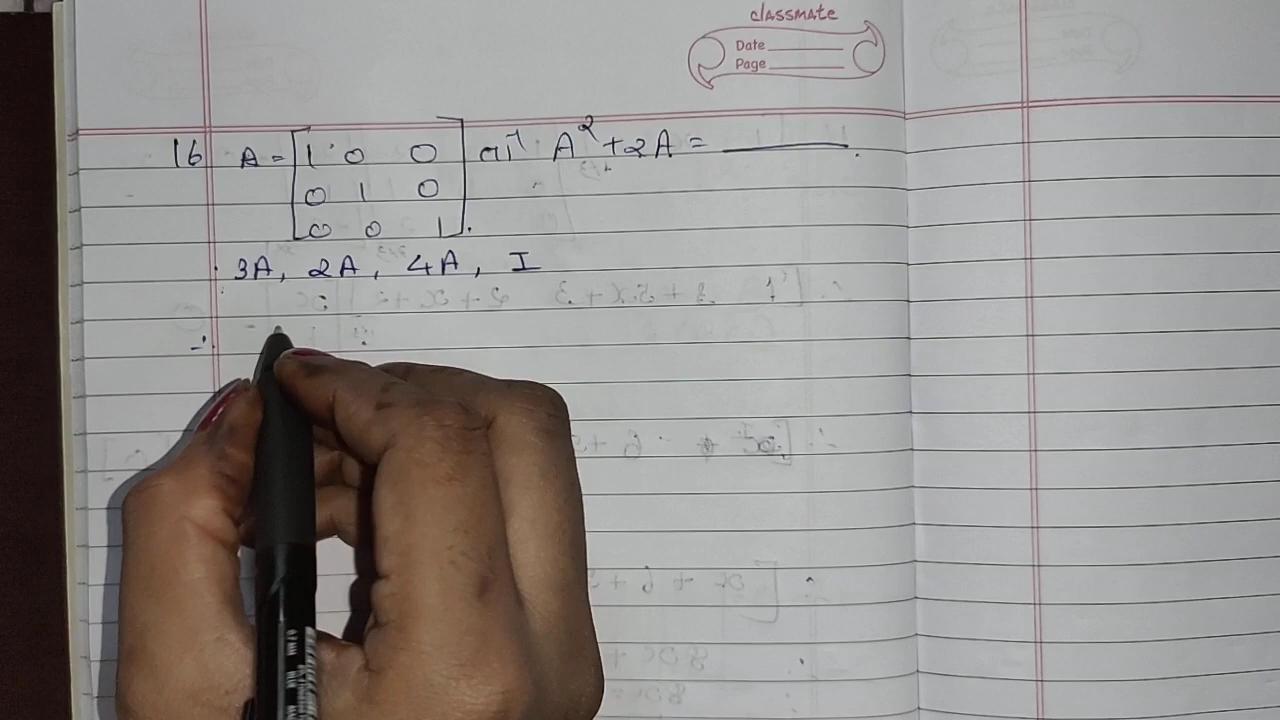 classmate
Date
Page
16 A = [1 0 0 A² + 2A = ______.
0 1 0
0 0 1].
3A, 2A, 4A, I